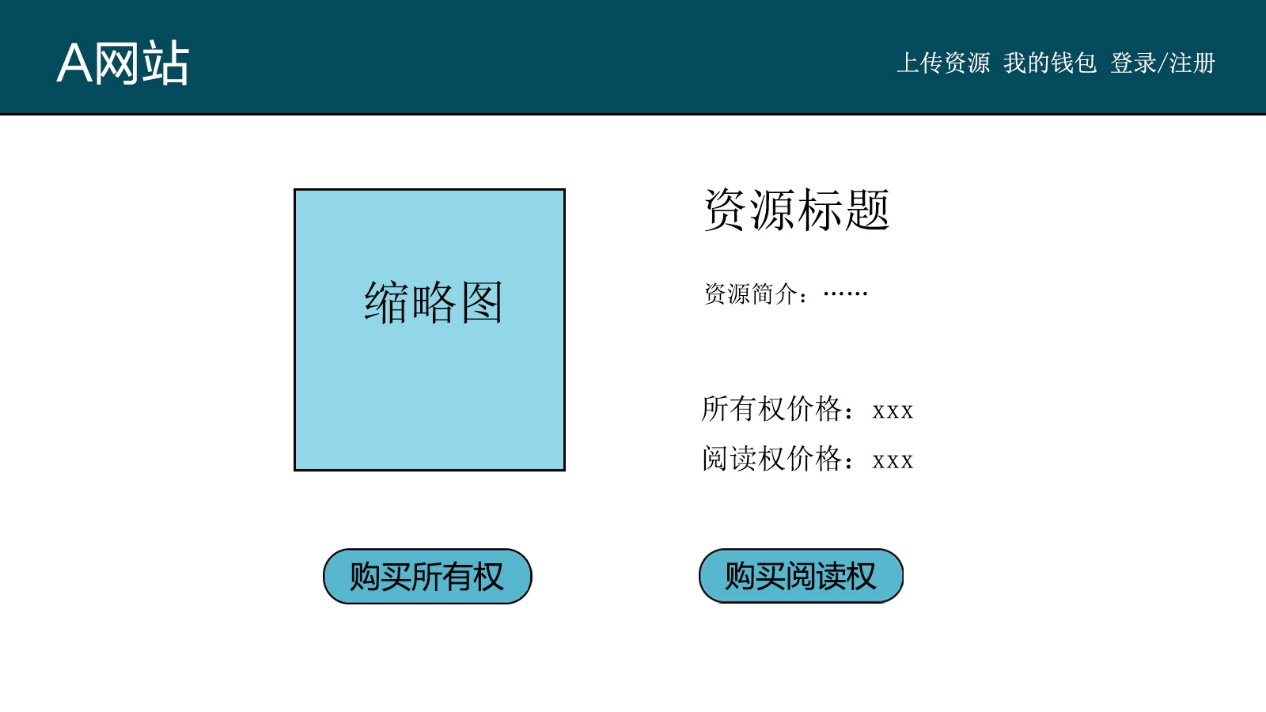 A网站
上传资源 我的钱包 登录/注册
缩略图
资源标题
资源简介：……
所有权价格：xxx
阅读权价格：xxx
购买所有权
购买阅读权